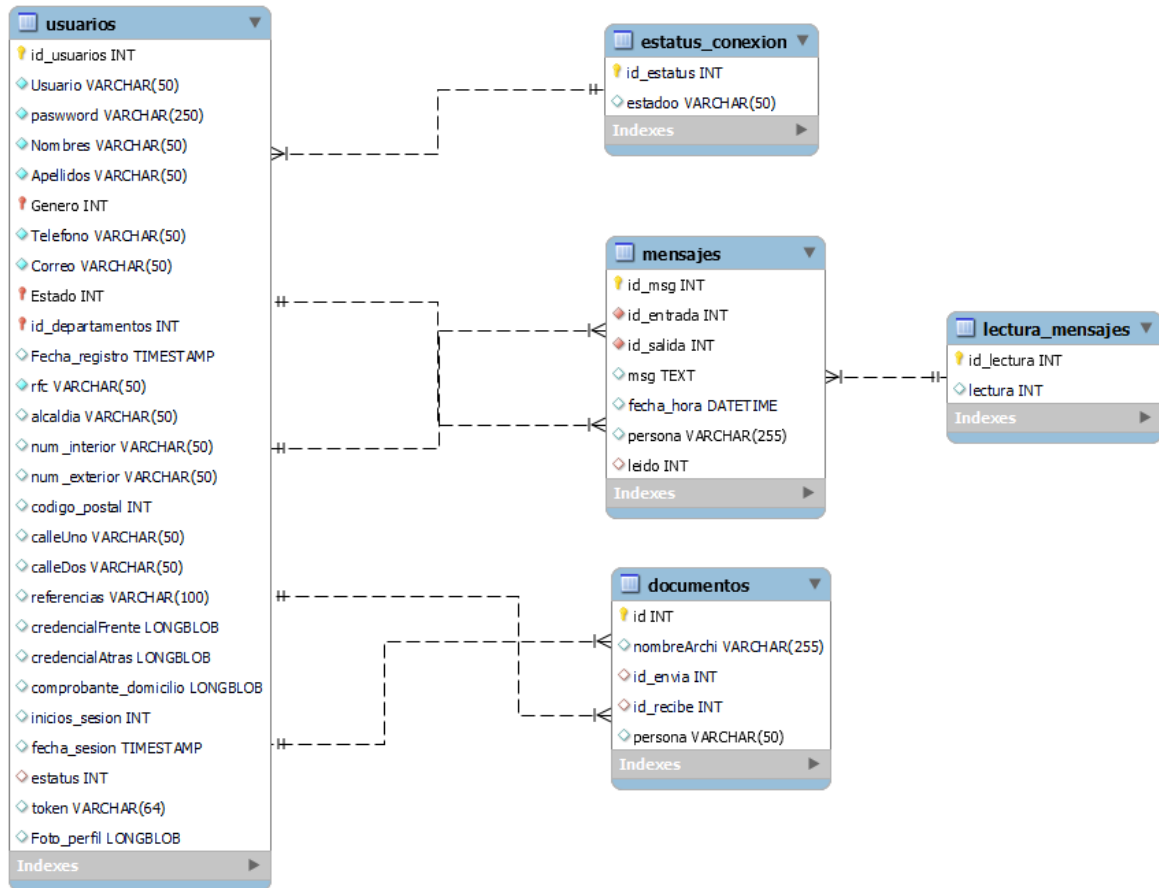 usuarios
id_usuarios INT
Usuario VARCHAR(50)
paswword VARCHAR(250)
Nombres VARCHAR(50)
Apellidos VARCHAR(50)
Genero INT
Telefono VARCHAR(50)
Correo VARCHAR(50)
Estado INT
id_departamentos INT
Fecha_registro TIMESTAMP
rfc VARCHAR(50)
alcaldia VARCHAR(50)
num_interior VARCHAR(50)
num_exterior VARCHAR(50)
codigo_postal INT
calleUno VARCHAR(50)
calleDos VARCHAR(50)
referencias VARCHAR(100)
credencialFrente LONGBLOB
credencialAtras LONGBLOB
comprobante_domicilio LONGBLOB
inicios_sesion INT
fecha_sesion TIMESTAMP
estatus INT
token VARCHAR(64)
Foto_perfil LONGBLOB
Indexes
estatus_conexion
id_estatus INT
estadoo VARCHAR(50)
Indexes
mensajes
id_msg INT
id_entrada INT
id_salida INT
msg TEXT
fecha_hora DATETIME
persona VARCHAR(255)
leido INT
Indexes
lectura_mensajes
id_lectura INT
lectura INT
Indexes
documentos
id INT
nombreArchi VARCHAR(255)
id_envia INT
id_recibe INT
persona VARCHAR(50)
Indexes